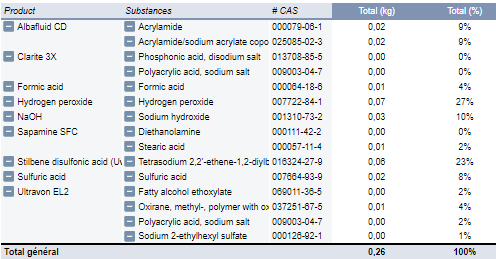 Product Substances # CAS Total (kg) Total (%)
Albafluid CD Acrylamide 000079-06-1 0,02 9%
Acrylamide/sodium acrylate copo 025085-02-3 0,02 9%
Clarite 3X Phosphonic acid, disodium salt 013708-85-5 0,00 0%
Polyacrylic acid, sodium salt 009003-04-7 0,00 0%
Formic acid Formic acid 000064-18-6 0,01 4%
Hydrogen peroxide Hydrogen peroxide 007722-84-1 0,07 27%
NaOH Sodium hydroxide 001310-73-2 0,03 10%
Sapamine SFC Diethanolamine 000111-42-2 0,00 0%
Stearic acid 000057-11-4 0,01 2%
Stilbene disulfonic acid (Uv Tetrasodium 2,2'-ethene-1,2-diylb 016324-27-9 0,06 23%
Sulfuric acid Sulfuric acid 007664-93-9 0,02 8%
Ultravon EL2 Fatty alcohol ethoxylate 069011-36-5 0,00 2%
Oxirane, methyl-, polymer with ox 037251-67-5 0,01 4%
Polyacrylic acid, sodium salt 009003-04-7 0,00 2%
Sodium 2-ethylhexyl sulfate 000126-92-1 0,00 1%
Total général 0,26 100%